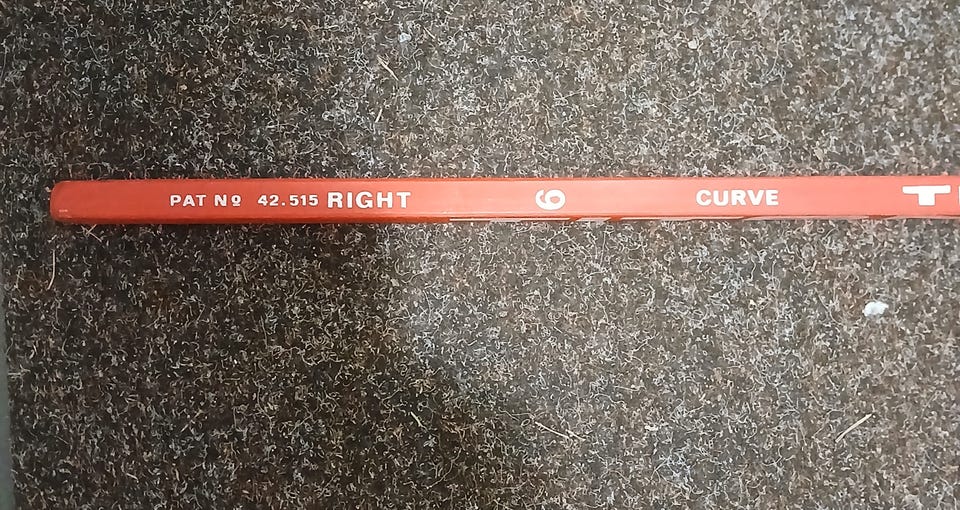 PAT Nº 42.515 RIGHT 6 CURVE T